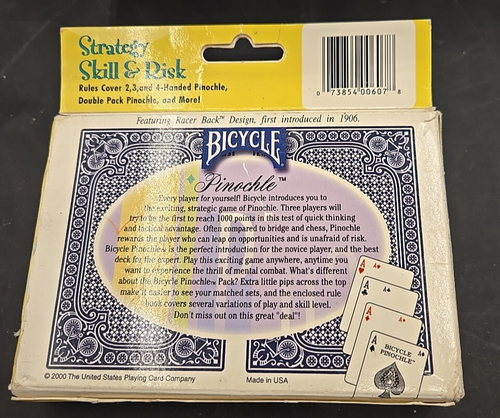 Strategy
Skill & Risk
Rules Cover 2,3,and 4-Handed Pinochle,
Double Pack Pinochle, and More!
0 73854 00607 8
Featuring Racer Back™ Design, first introduced in 1906.
BICYCLE
Pinochle™
Every player for yourself! Bicycle introduces you to
the exciting, strategic game of Pinochle. Three players will
try to be the first to reach 1000 points in this test of quick thinking
and tactical advantage. Often compared to bridge and chess, Pinochle
rewards the player who can leap on opportunities and is unafraid of risk.
Bicycle Pinochle™ is the perfect introduction for the novice player, and the best
deck for the expert. Play this exciting game anywhere, anytime you
want to experience the thrill of mental combat. What's different
about the Bicycle Pinochle™ Pack? Extra little pips across the top
make it easier to see your matched sets, and the enclosed rule
book covers several variations of play and skill level.
Don't miss out on this great "deal"!
A A
A A
A A
A A
BICYCLE
PINOCHLE™
© 2000 The United States Playing Card Company
Made in USA